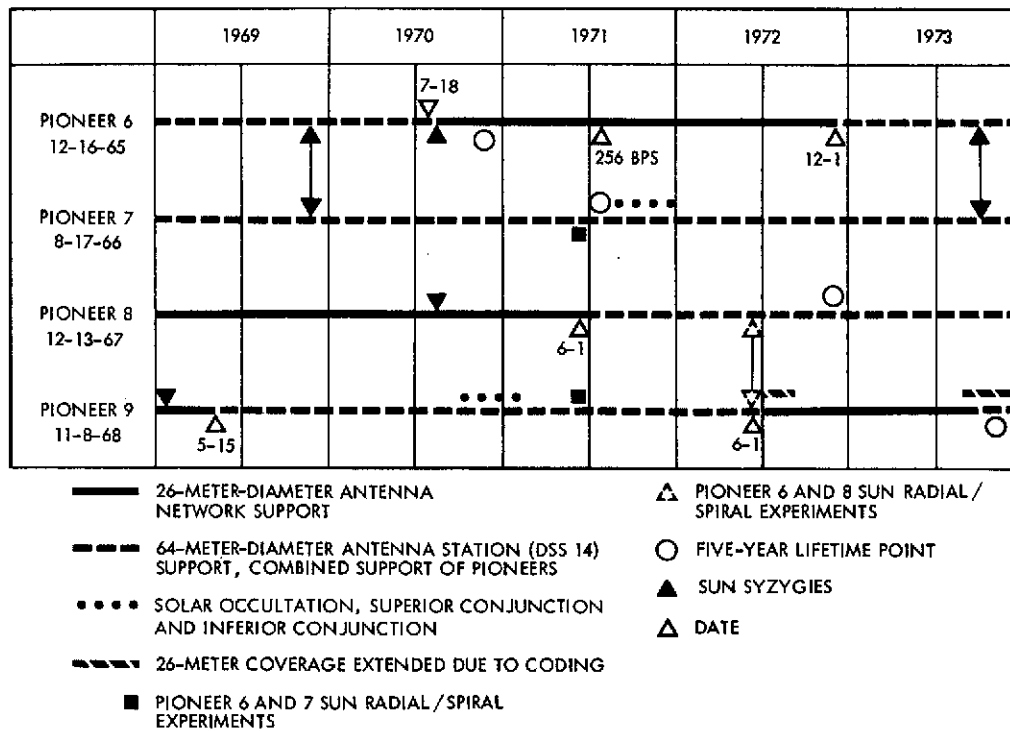 1969 1970 1971 1972 1973
7-18
PIONEER 6
12-16-65
256 BPS
12-1
PIONEER 7
8-17-66
PIONEER 8
12-13-67
6-1
PIONEER 9
11-8-68
5-15
6-1
26-METER-DIAMETER ANTENNA
NETWORK SUPPORT
64-METER-DIAMETER ANTENNA STATION (DSS 14)
SUPPORT, COMBINED SUPPORT OF PIONEERS
SOLAR OCCULTATION, SUPERIOR CONJUNCTION
AND INFERIOR CONJUNCTION
26-METER COVERAGE EXTENDED DUE TO CODING
PIONEER 6 AND 7 SUN RADIAL/SPIRAL
EXPERIMENTS
PIONEER 6 AND 8 SUN RADIAL/
SPIRAL EXPERIMENTS
FIVE-YEAR LIFETIME POINT
SUN SYZYGIES
DATE